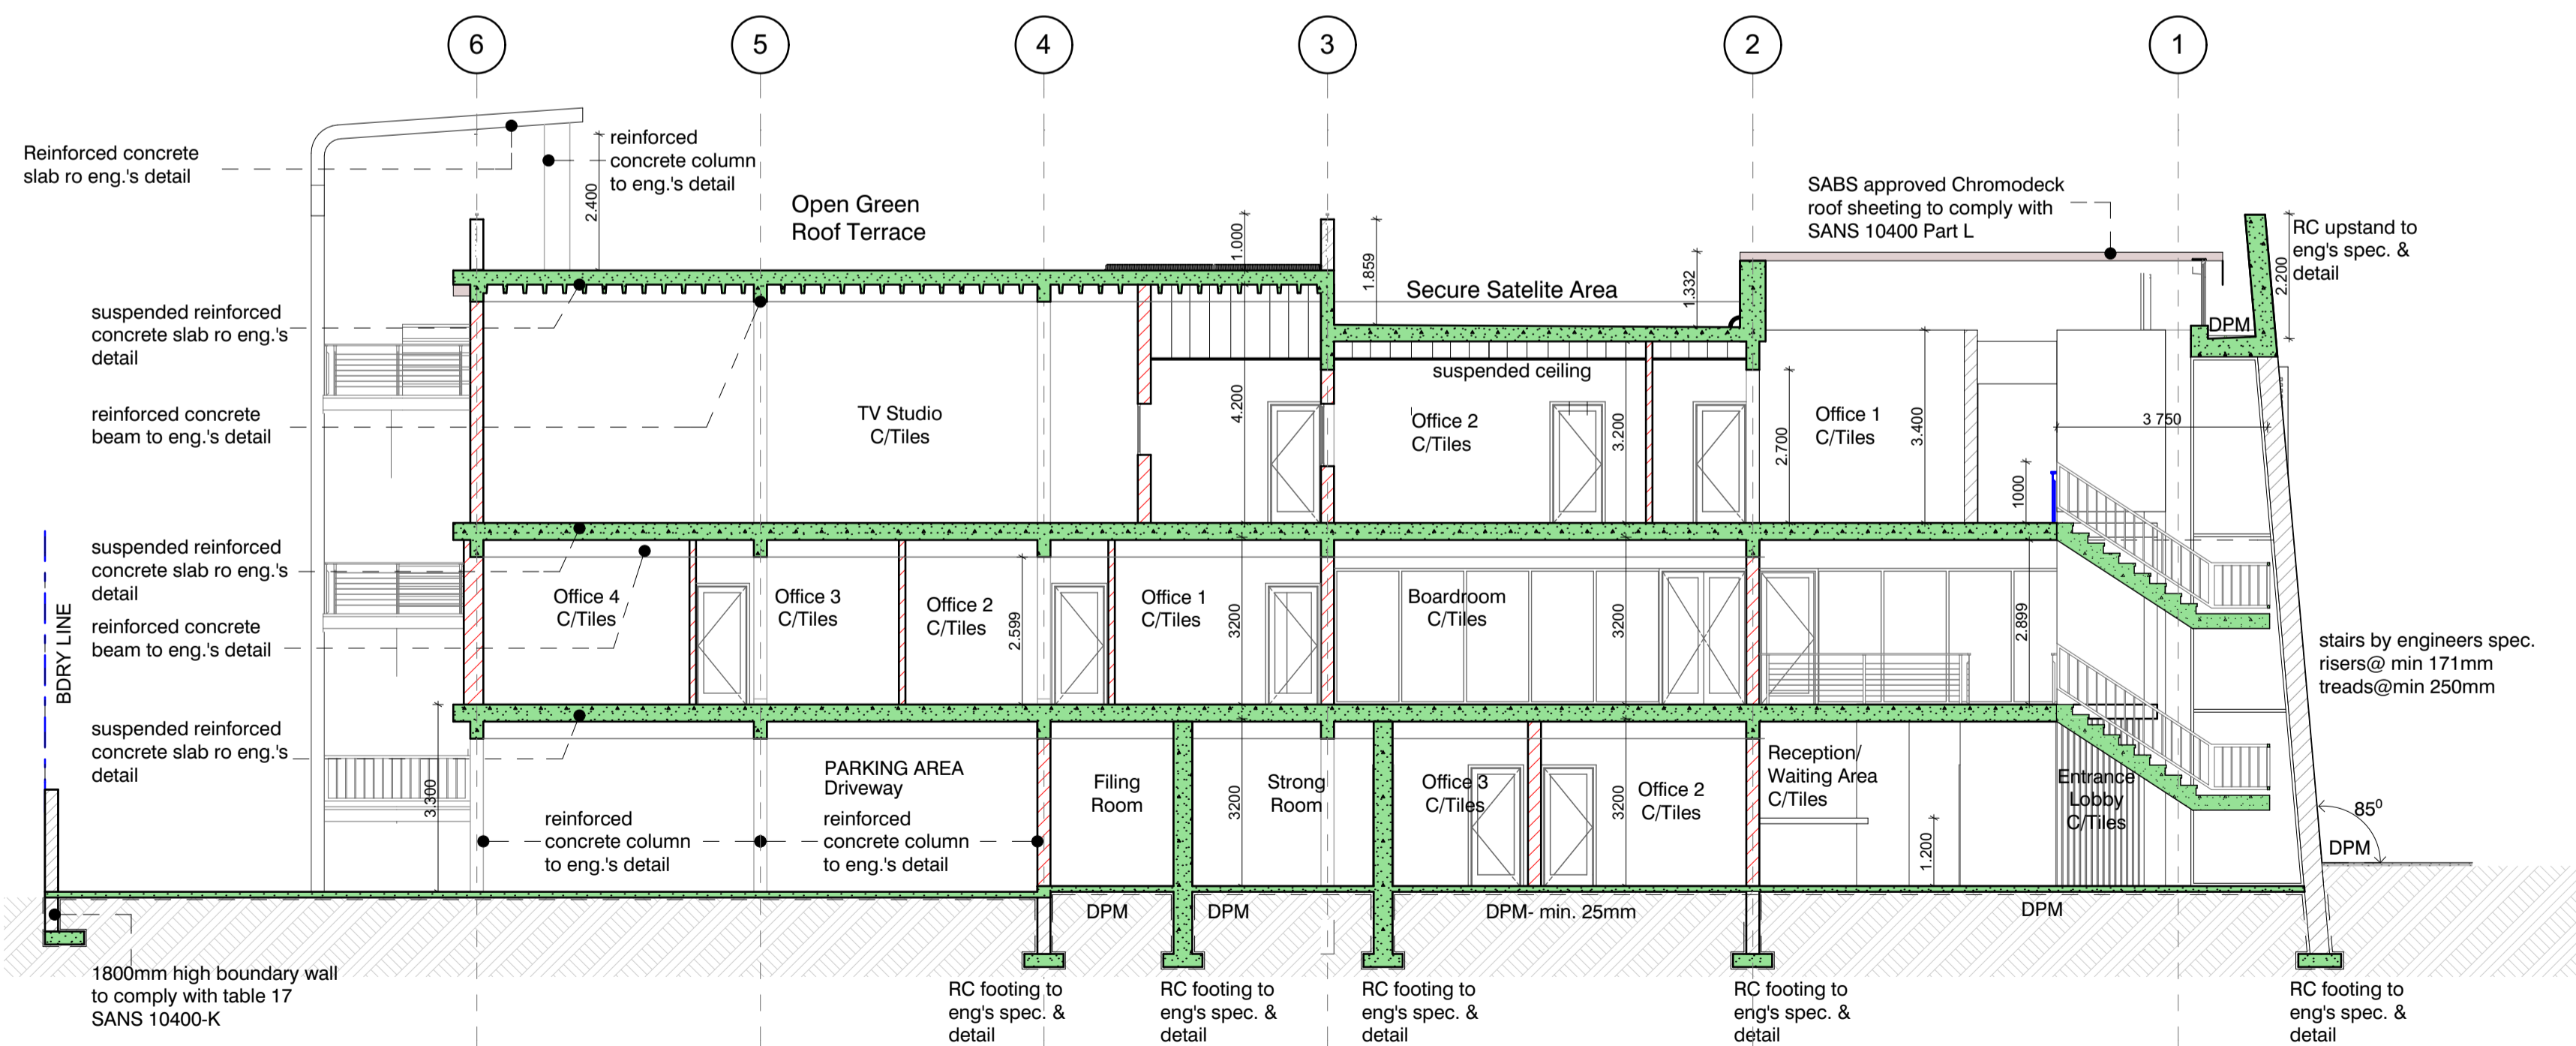 6
5
4
3
2
1
Reinforced concrete
slab ro eng.'s detail
reinforced
concrete column
to eng.'s detail
2.400
Open Green
Roof Terrace
1.000
1.859
1.332
Secure Satelite Area
SABS approved Chromodeck
roof sheeting to comply with
SANS 10400 Part L
RC upstand to
eng's spec. &
detail
2.200
DPM
suspended reinforced
concrete slab ro eng.'s
detail
reinforced concrete
beam to eng.'s detail
TV Studio
C/Tiles
4.200
suspended ceiling
Office 2
C/Tiles
3.200
2.700
Office 1
C/Tiles
3.400
3 750
1000
suspended reinforced
concrete slab ro eng.'s
detail
reinforced concrete
beam to eng.'s detail
BDRY LINE
Office 4
C/Tiles
Office 3
C/Tiles
Office 2
C/Tiles
2.599
Office 1
C/Tiles
3200
Boardroom
C/Tiles
3200
2.899
stairs by engineers spec.
risers@ min 171mm
treads@min 250mm
suspended reinforced
concrete slab ro eng.'s
detail
3.300
PARKING AREA
Driveway
reinforced
concrete column
to eng.'s detail
reinforced
concrete column
to eng.'s detail
Filing
Room
3200
Strong
Room
Office 3
C/Tiles
3200
Office 2
C/Tiles
Reception/
Waiting Area
C/Tiles
1.200
Entrance
Lobby
C/Tiles
85⁰
DPM
DPM
DPM
DPM- min. 25mm
DPM
1800mm high boundary wall
to comply with table 17
SANS 10400-K
RC footing to
eng's spec. &
detail
RC footing to
eng's spec. &
detail
RC footing to
eng's spec. &
detail
RC footing to
eng's spec. &
detail
RC footing to
eng's spec. &
detail